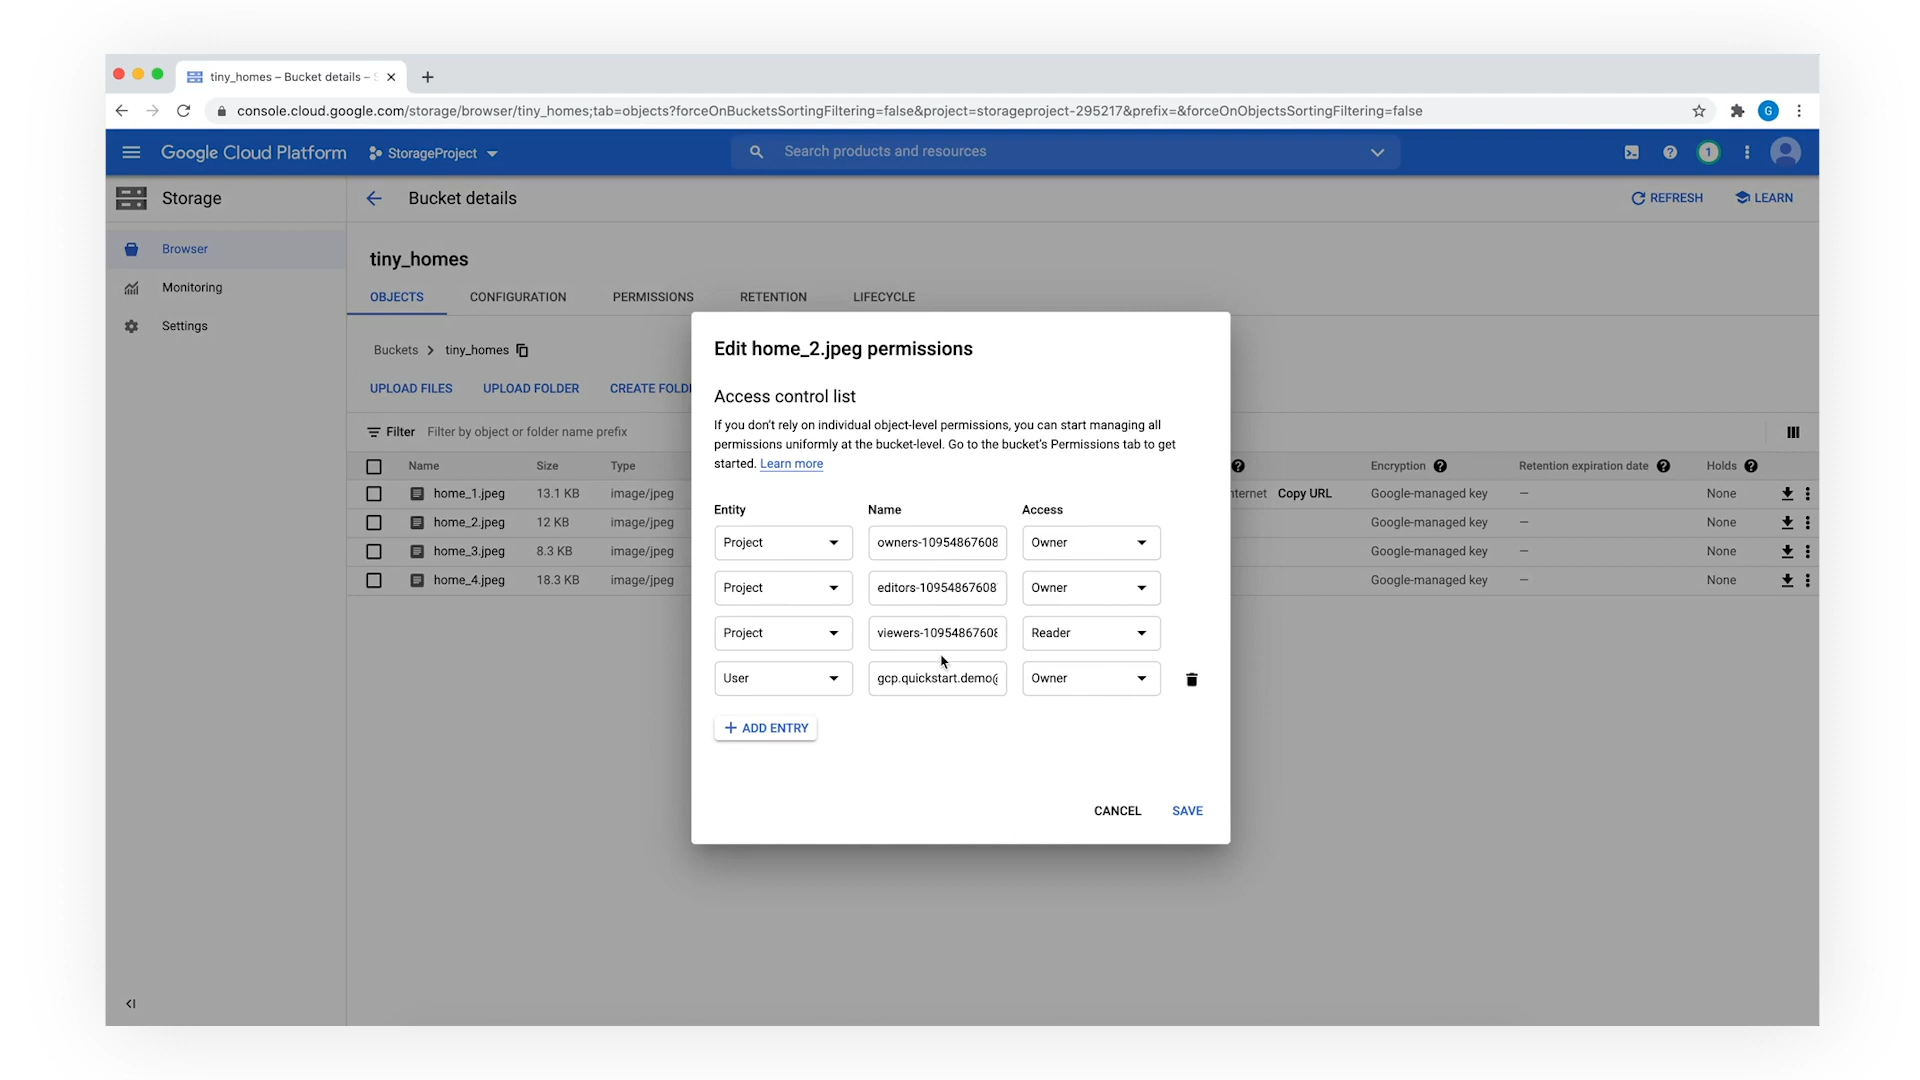 tiny_homes – Bucket details –
console.cloud.google.com/storage/browser/tiny_homes;tab=objects?forceOnBucketsSortingFiltering=false&project=storageproject-295217&prefix=&forceOnObjectsSortingFiltering=false
G
Google Cloud Platform
StorageProject
Search products and resources
1
Storage
Bucket details
REFRESH
LEARN
Browser
Monitoring
Settings
tiny_homes
OBJECTS CONFIGURATION PERMISSIONS RETENTION LIFECYCLE
Buckets > tiny_homes
UPLOAD FILES UPLOAD FOLDER CREATE FOLD
Filter Filter by object or folder name prefix
Name Size Type Encryption Retention expiration date Holds
home_1.jpeg 13.1 KB image/jpeg Copy URL Google-managed key — None
home_2.jpeg 12 KB image/jpeg Google-managed key — None
home_3.jpeg 8.3 KB image/jpeg Google-managed key — None
home_4.jpeg 18.3 KB image/jpeg Google-managed key — None
Edit home_2.jpeg permissions
Access control list
If you don't rely on individual object-level permissions, you can start managing all
permissions uniformly at the bucket-level. Go to the bucket's Permissions tab to get
started. Learn more
Entity Name Access
Project owners-10954867608 Owner
Project editors-10954867608 Owner
Project viewers-10954867608 Reader
User gcp.quickstart.demo@ Owner
+ ADD ENTRY
CANCEL SAVE